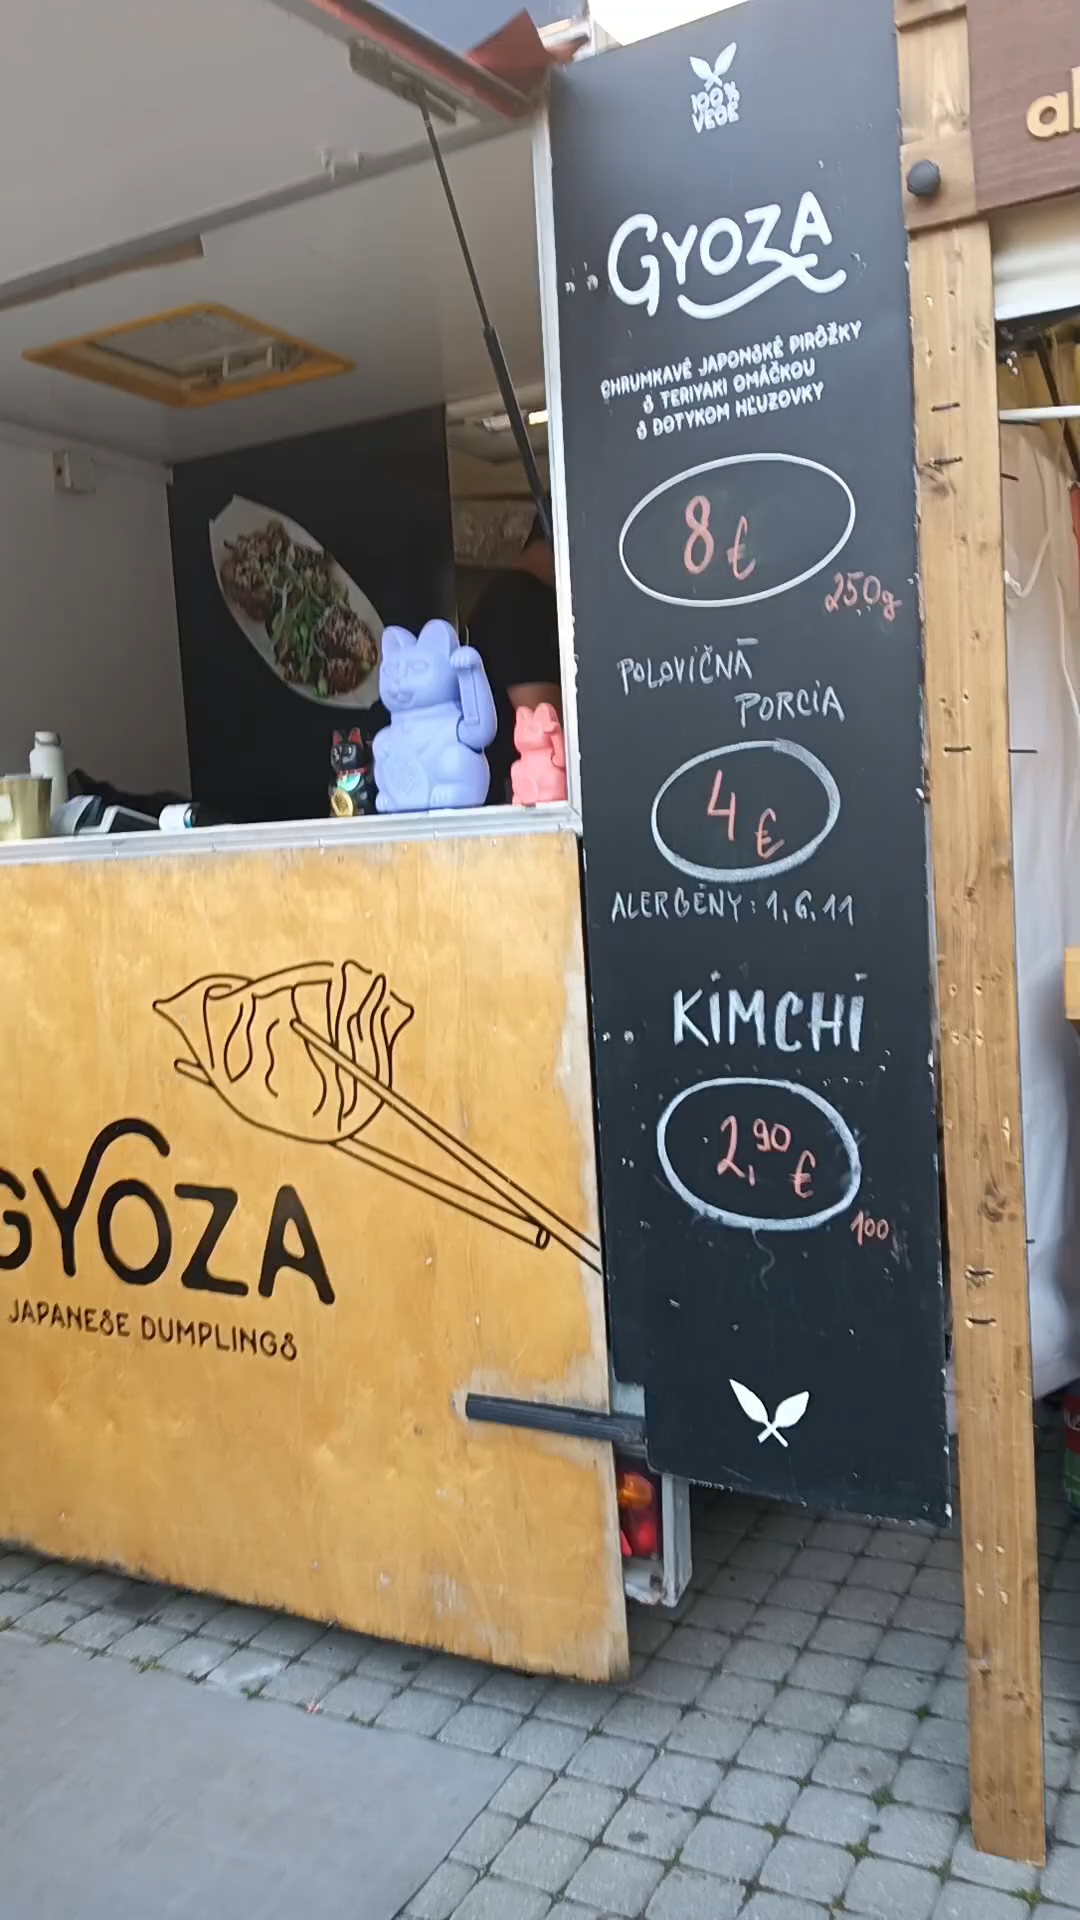 100%
VEGE
GYOZA
CHRUMKAVÉ JAPONSKÉ PIRÔŽKY
S TERIYAKI OMÁČKOU
S DOTYKOM HĽUZOVKY
8 €
250g
POLOVIČNÁ
PORCIA
4 €
ALERGÉNY: 1, 6, 11
KIMCHI
2,90 €
100
GYOZA
JAPANESE DUMPLINGS